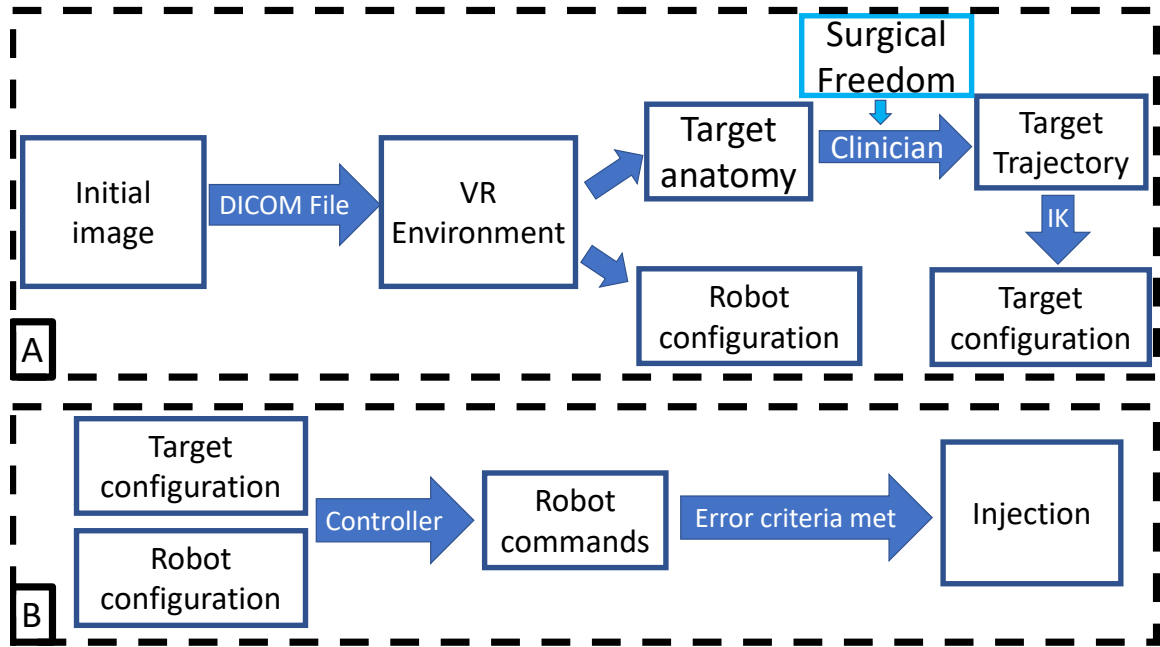 Initial
image
DICOM File
VR
Environment
Target
anatomy
Surgical
Freedom
Clinician
Target
Trajectory
IK
Robot
configuration
Target
configuration
A
Target
configuration
Robot
configuration
Controller
Robot
commands
Error criteria met
Injection
B